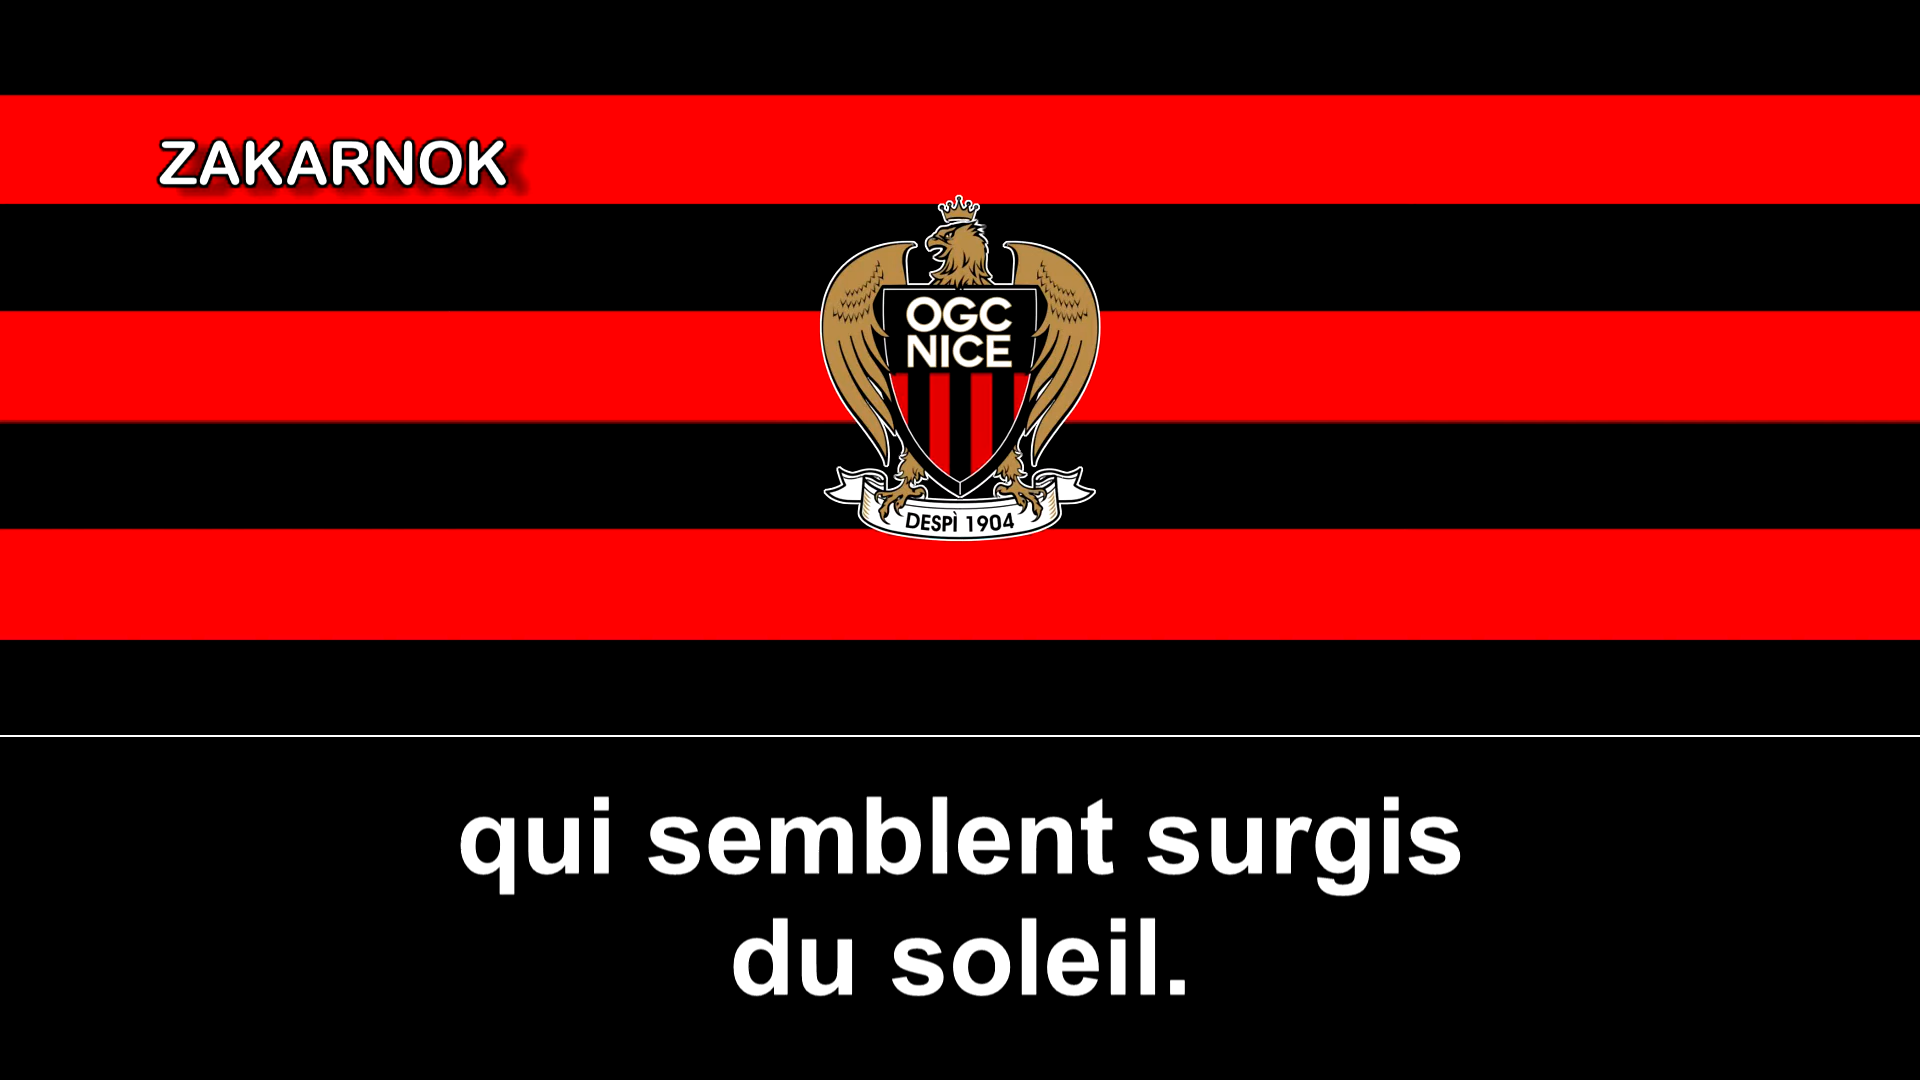 ZAKARNOK
OGC
NICE
DESPÌ 1904
qui semblent surgis
du soleil.